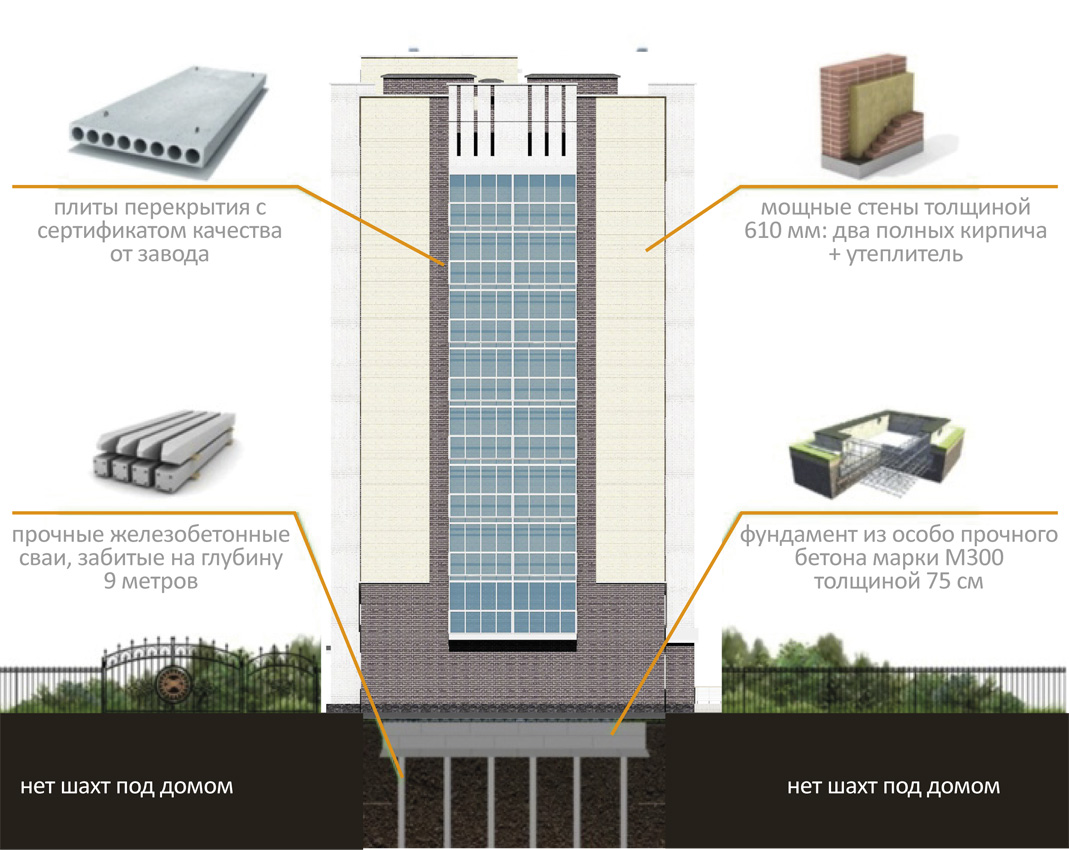 плиты перекрытия с
сертификатом качества
от завода
мощные стены толщиной
610 мм: два полных кирпича
+ утеплитель
прочные железобетонные
сваи, забитые на глубину
9 метров
фундамент из особо прочного
бетона марки М300
толщиной 75 см
нет шахт под домом
нет шахт под домом